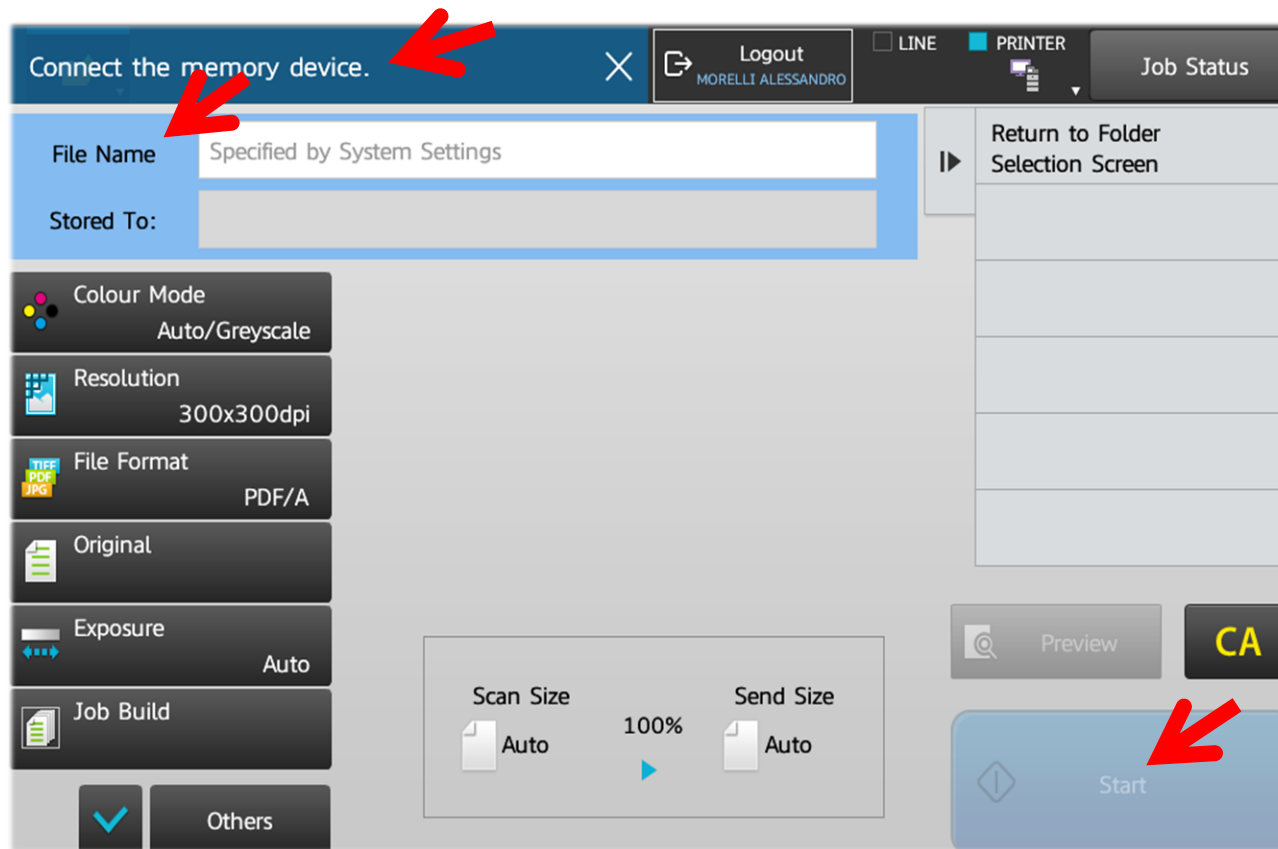 Connect the memory device.
Logout
MORELLI ALESSANDRO
LINE
PRINTER
Job Status
File Name
Specified by System Settings
Stored To:
Return to Folder
Selection Screen
Colour Mode
Auto/Greyscale
Resolution
300x300dpi
TIFF
PDF
JPG
File Format
PDF/A
Original
Exposure
Auto
Job Build
Others
Scan Size
Auto
100%
Send Size
Auto
Preview
CA
Start